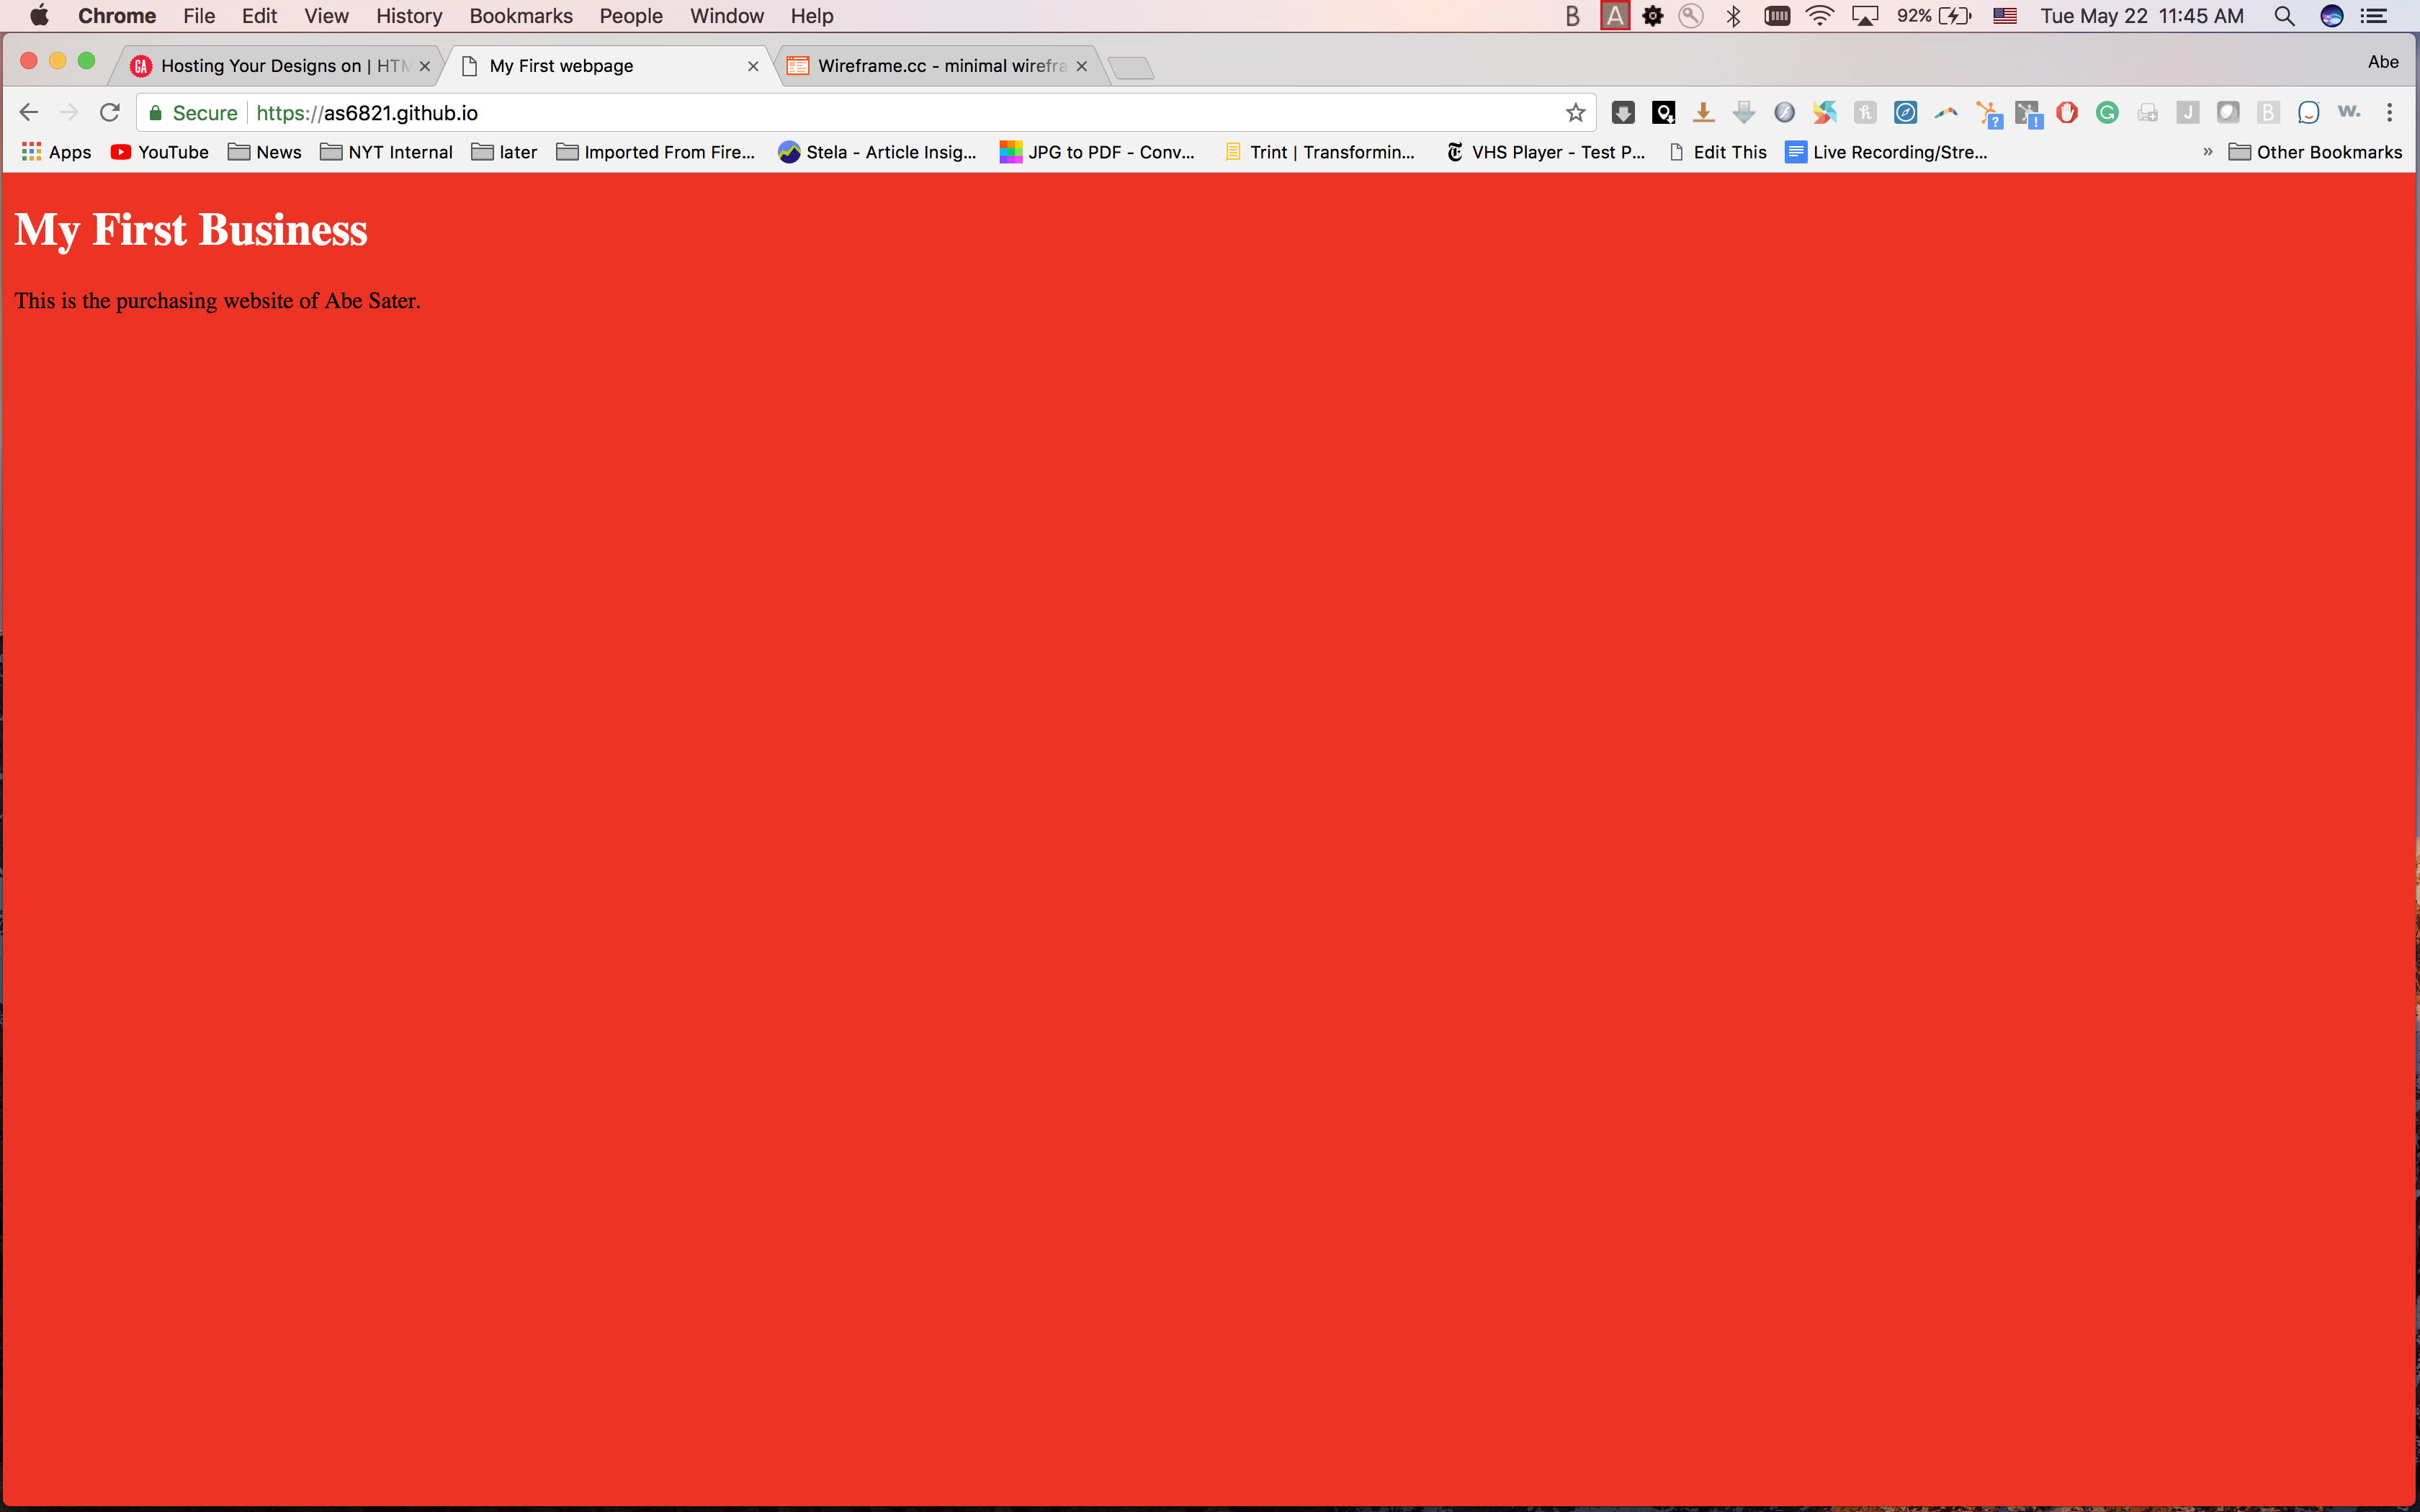 Chrome File Edit View History Bookmarks People Window Help B A 92% Tue May 22 11:45 AM
GA Hosting Your Designs on | HTM My First webpage Wireframe.cc - minimal wirefra Abe
Secure https://as6821.github.io
Apps YouTube News NYT Internal later Imported From Fire... Stela - Article Insig... JPG to PDF - Conv... Trint | Transformin... VHS Player - Test P... Edit This Live Recording/Stre... » Other Bookmarks
My First Business
This is the purchasing website of Abe Sater.